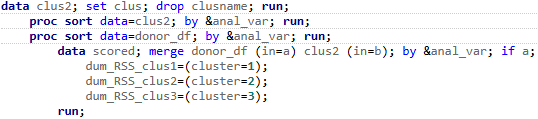 data clus2; set clus; drop clusname; run;
proc sort data=clus2; by &anal_var; run;
proc sort data=donor_df; by &anal_var; run;
data scored; merge donor_df (in=a) clus2 (in=b); by &anal_var; if a;
dum_RSS_clus1=(cluster=1);
dum_RSS_clus2=(cluster=2);
dum_RSS_clus3=(cluster=3);
run;